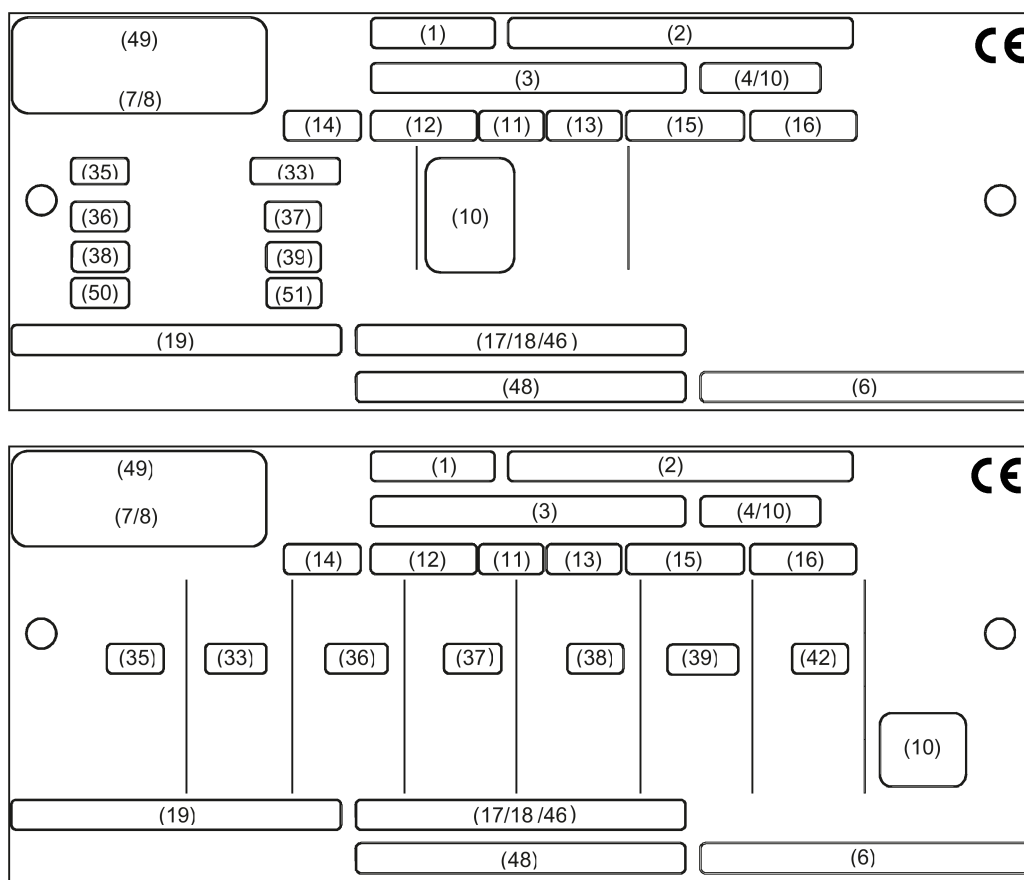 (49) (1) (2) CE
(7/8) (3) (4/10)
(14) (12) (11) (13) (15) (16)
(35) (33)
(36) (37) (10)
(38) (39)
(50) (51)
(19) (17/18/46)
(48) (6)
(49) (1) (2) CE
(7/8) (3) (4/10)
(14) (12) (11) (13) (15) (16)
(35) (33) (36) (37) (38) (39) (42)
(10)
(19) (17/18/46)
(48) (6)